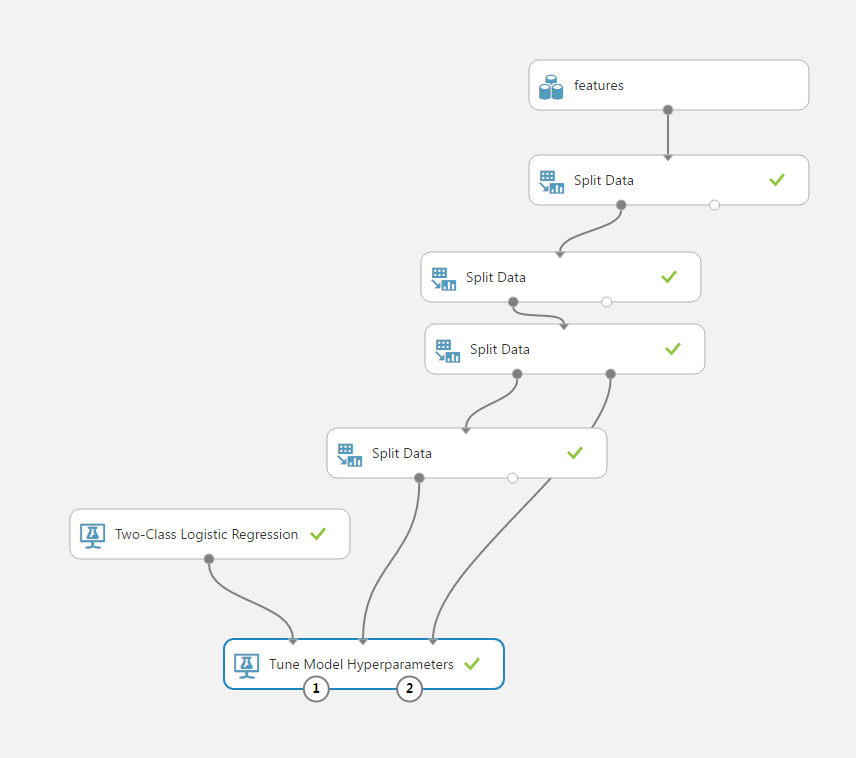 features
Split Data
Split Data
Split Data
Split Data
Two-Class Logistic Regression
Tune Model Hyperparameters
1
2